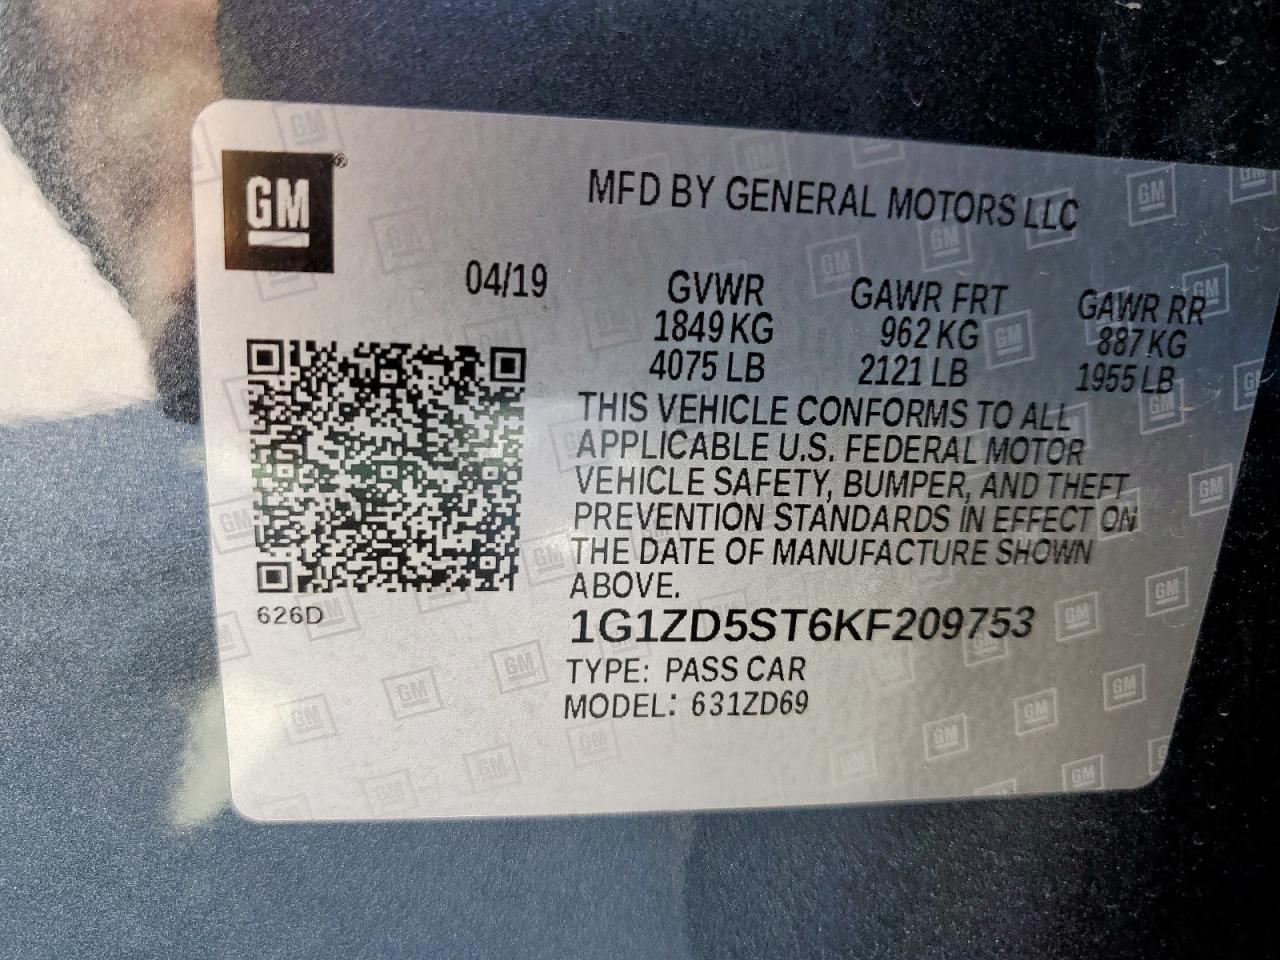 GM®
MFD BY GENERAL MOTORS LLC
04/19 GVWR GAWR FRT GAWR RR
1849 KG 962 KG 887 KG
4075 LB 2121 LB 1955 LB
THIS VEHICLE CONFORMS TO ALL
APPLICABLE U.S. FEDERAL MOTOR
VEHICLE SAFETY, BUMPER, AND THEFT
PREVENTION STANDARDS IN EFFECT ON
THE DATE OF MANUFACTURE SHOWN
ABOVE.
626D
1G1ZD5ST6KF209753
TYPE: PASS CAR
MODEL: 631ZD69